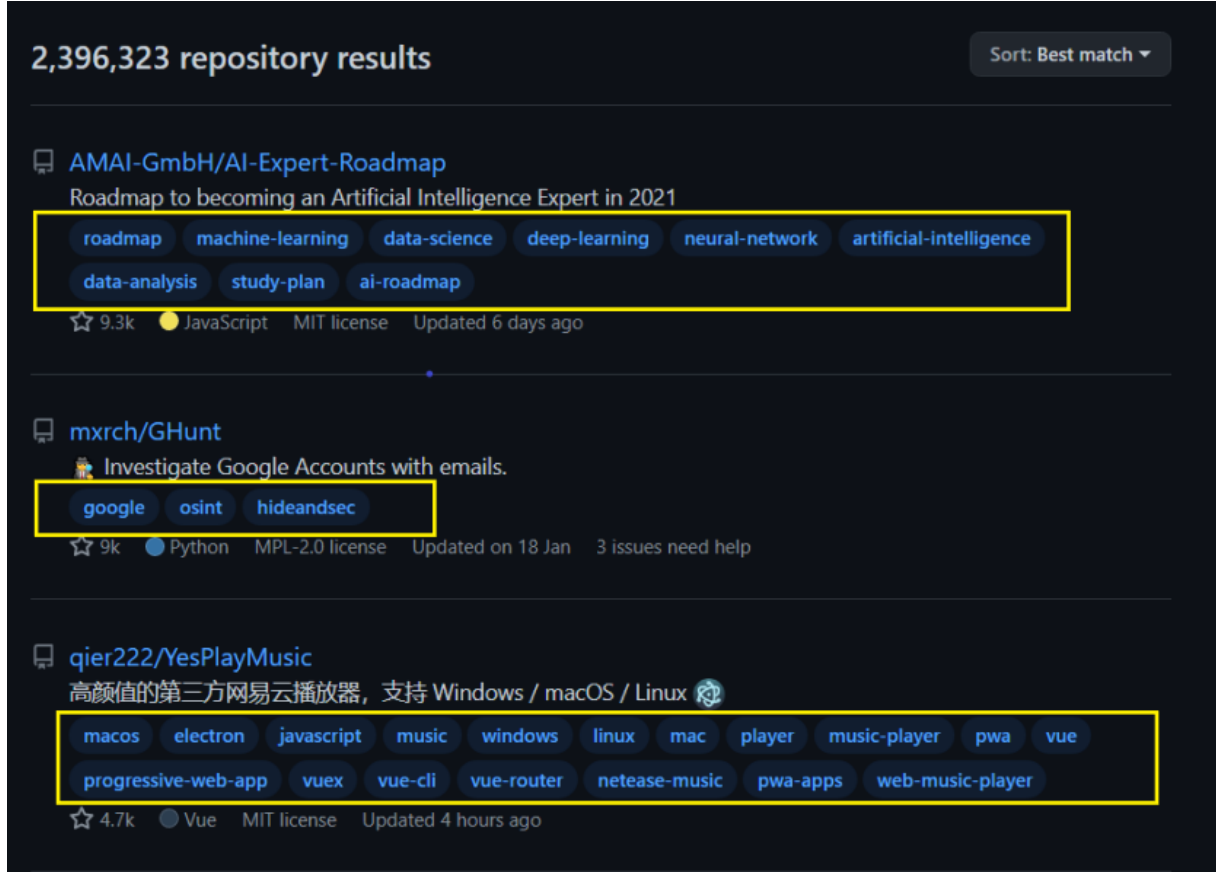 2,396,323 repository results
Sort: Best match
AMAI-GmbH/AI-Expert-Roadmap
Roadmap to becoming an Artificial Intelligence Expert in 2021
roadmap machine-learning data-science deep-learning neural-network artificial-intelligence
data-analysis study-plan ai-roadmap
9.3k JavaScript MIT license Updated 6 days ago
mxrch/GHunt
Investigate Google Accounts with emails.
google osint hideandsec
9k Python MPL-2.0 license Updated on 18 Jan 3 issues need help
qier222/YesPlayMusic
高颜值的第三方网易云播放器，支持 Windows / macOS / Linux
macos electron javascript music windows linux mac player music-player pwa vue
progressive-web-app vuex vue-cli vue-router netease-music pwa-apps web-music-player
4.7k Vue MIT license Updated 4 hours ago